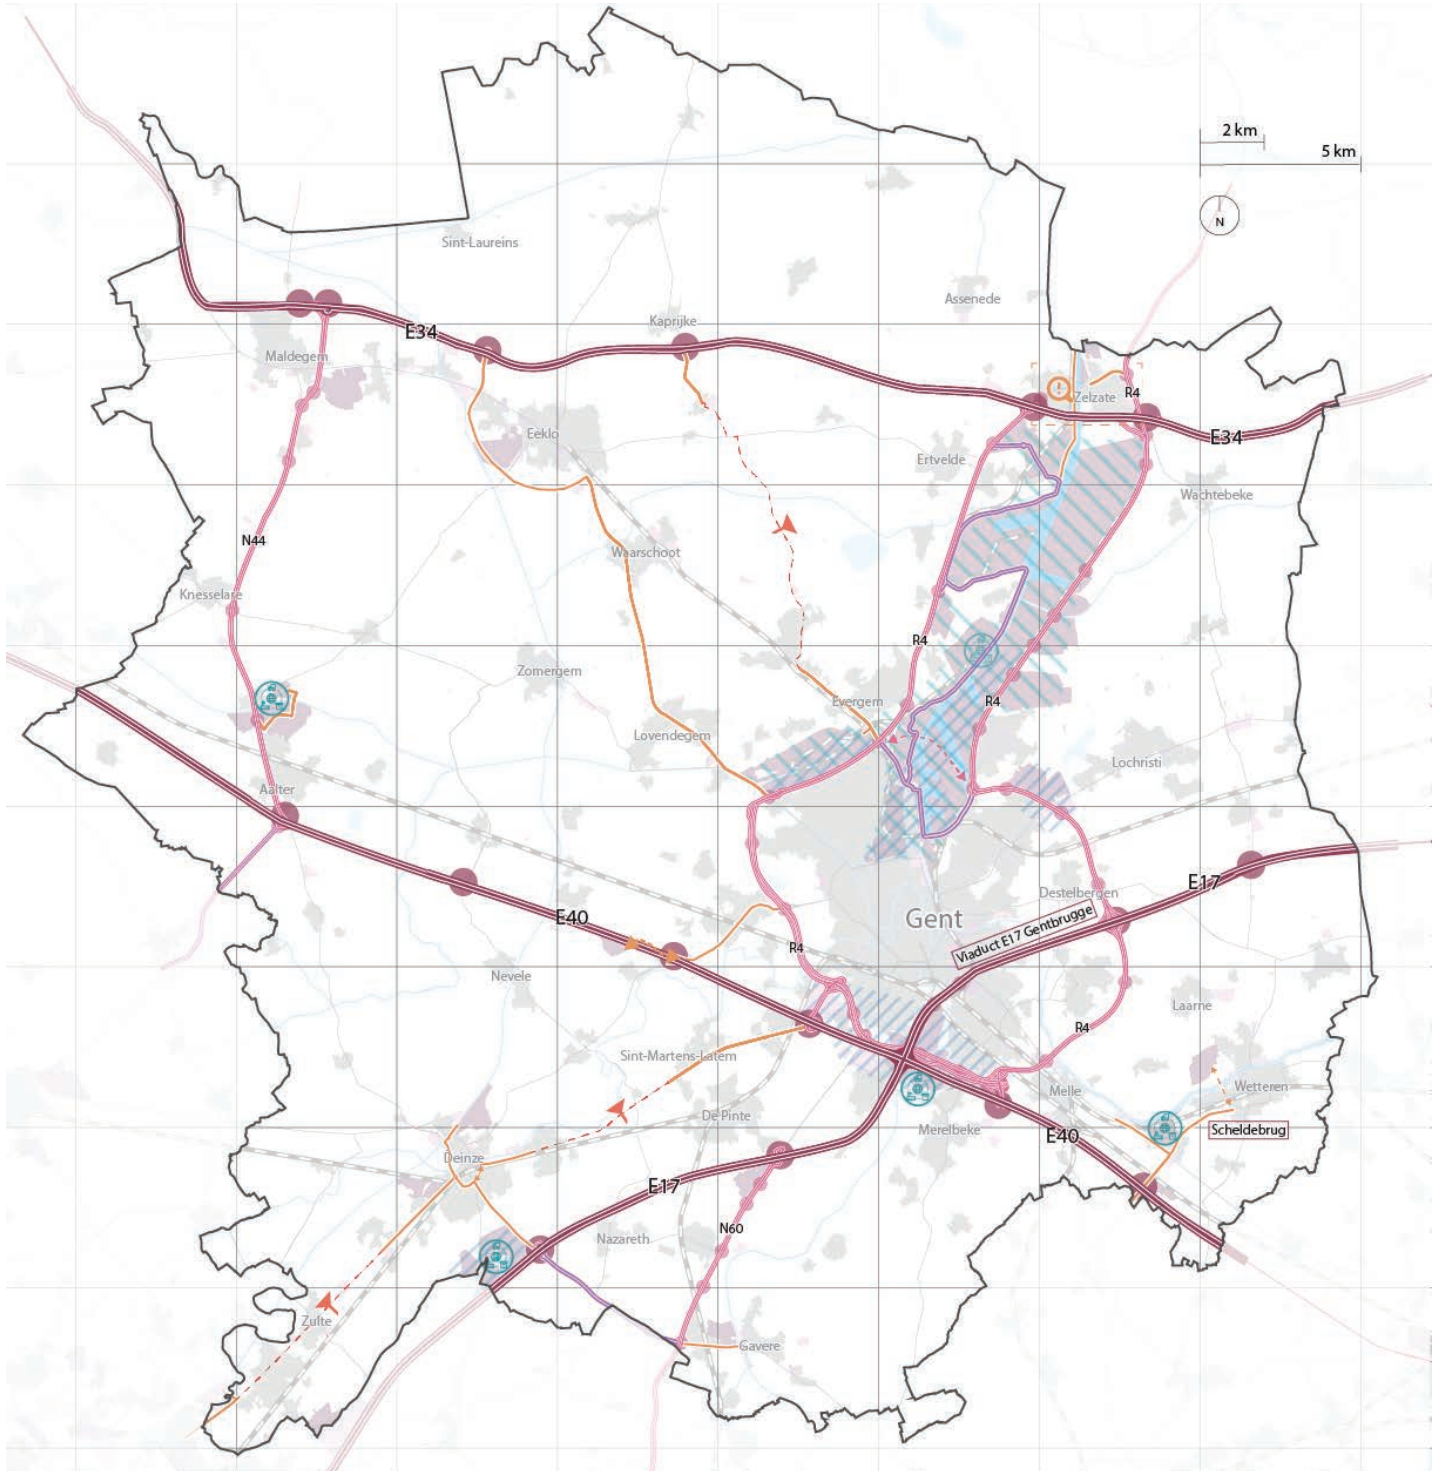 2 km
5 km
N
Sint-Laureins
Assenede
Kaprijke
E34
Maldegem
R4
Zelzate
E34
Eeklo
Ertvelde
Wachtebeke
N44
Waarschoot
Knesselare
R4
Zomergem
Evergem
R4
Lovendegem
Lochristi
Aalter
E17
Destelbergen
E40
Gent
Viaduct E17 Gentbrugge
R4
Nevele
Laarne
R4
Sint-Martens-Latem
Melle
Wetteren
De Pinte
Merelbeke
E40
Scheldebrug
Deinze
E17
N60
Nazareth
Zulte
Gavere